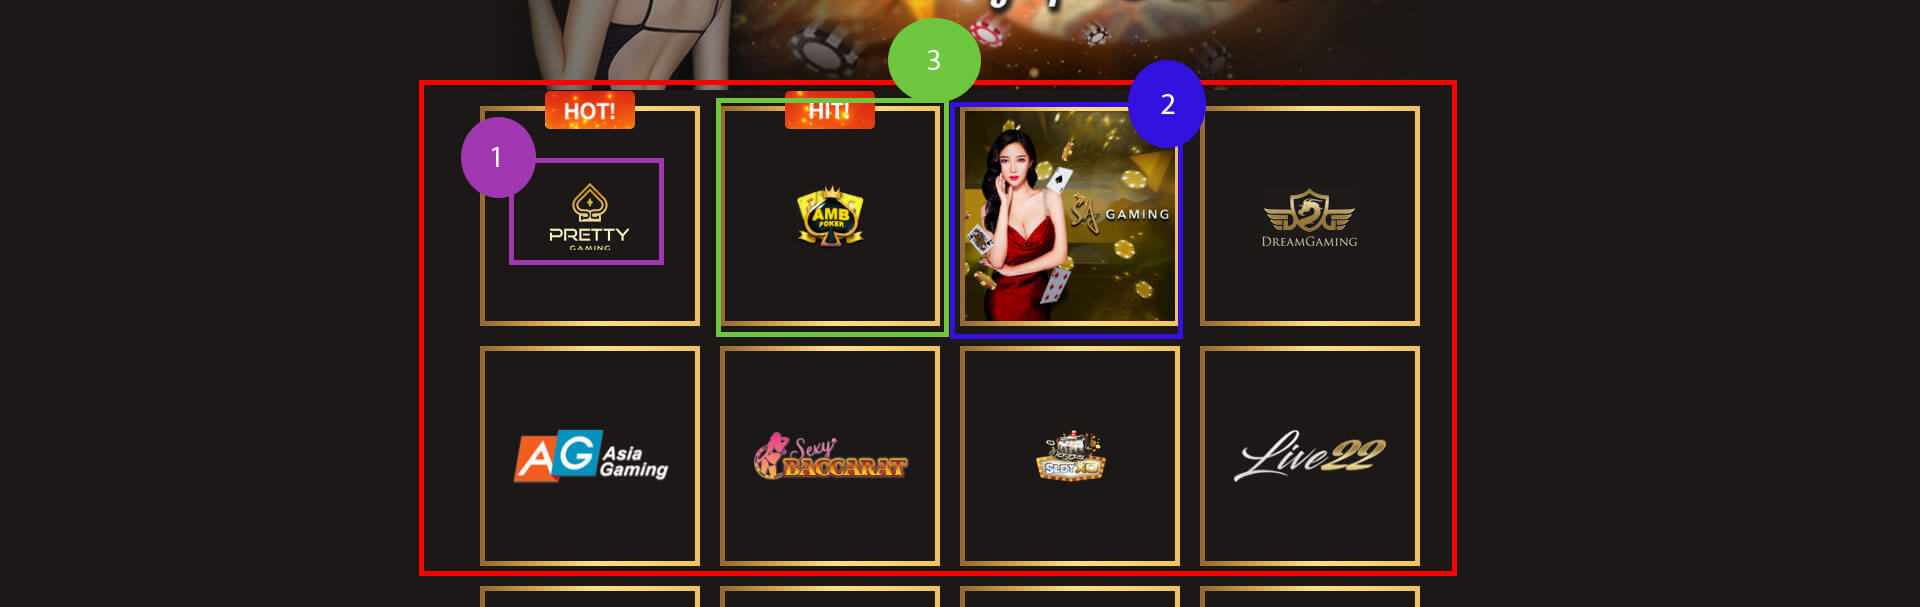 3
2
HOT!
HIT!
1
PRETTY
GAMING
AMB
POKER
SA GAMING
DG
DREAMGAMING
AG Asia
Gaming
Sexy
BACCARAT
SLOTXO
Live22